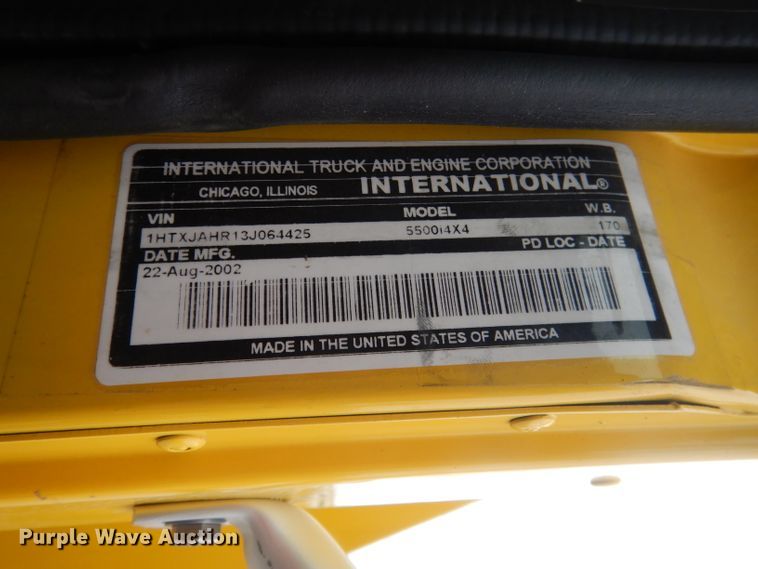 INTERNATIONAL TRUCK AND ENGINE CORPORATION
CHICAGO, ILLINOIS INTERNATIONAL®
VIN MODEL W.B.
1HTXJAHR13J064425 5500i4X4 170
DATE MFG. PD LOC - DATE
22-Aug-2002
MADE IN THE UNITED STATES OF AMERICA
Purple Wave Auction